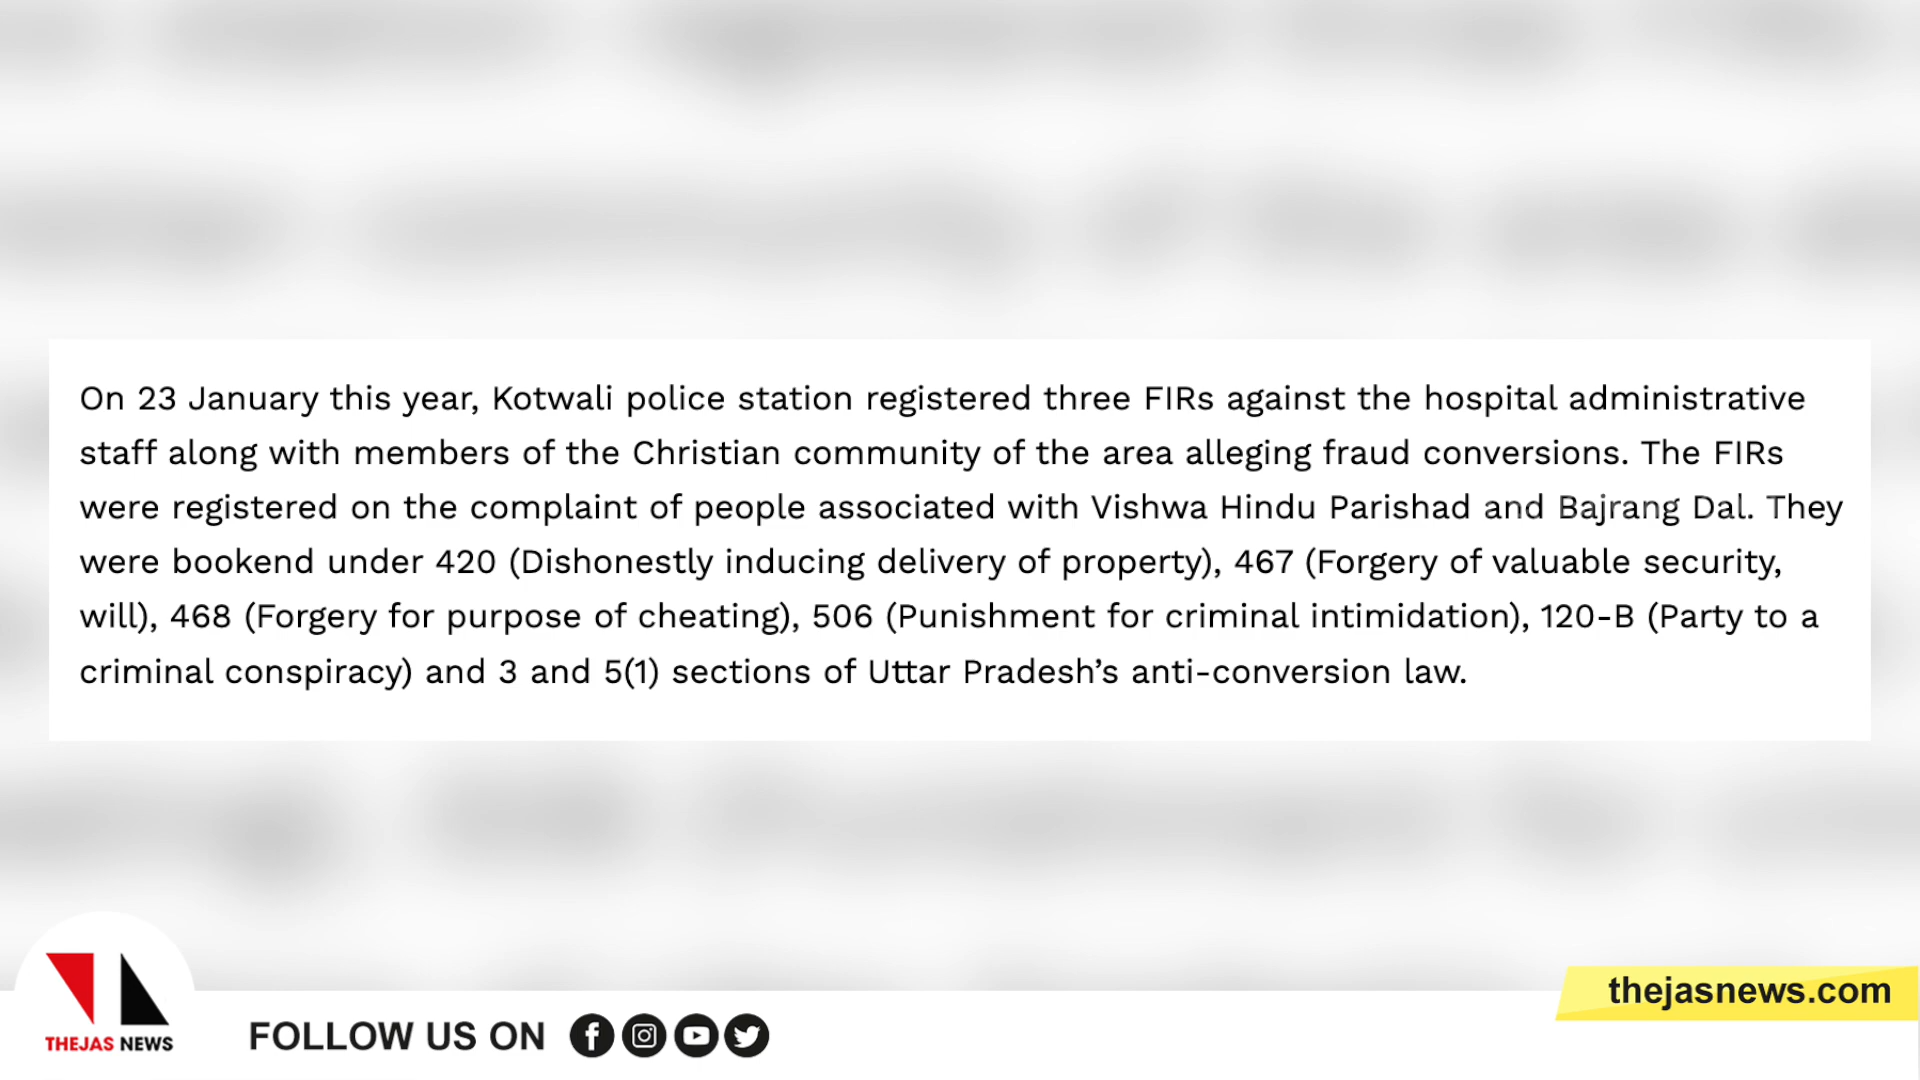 On 23 January this year, Kotwali police station registered three FIRs against the hospital administrative
staff along with members of the Christian community of the area alleging fraud conversions. The FIRs
were registered on the complaint of people associated with Vishwa Hindu Parishad and Bajrang Dal. They
were bookend under 420 (Dishonestly inducing delivery of property), 467 (Forgery of valuable security,
will), 468 (Forgery for purpose of cheating), 506 (Punishment for criminal intimidation), 120-B (Party to a
criminal conspiracy) and 3 and 5(1) sections of Uttar Pradesh’s anti-conversion law.
thejasnews.com
THEJAS NEWS
FOLLOW US ON